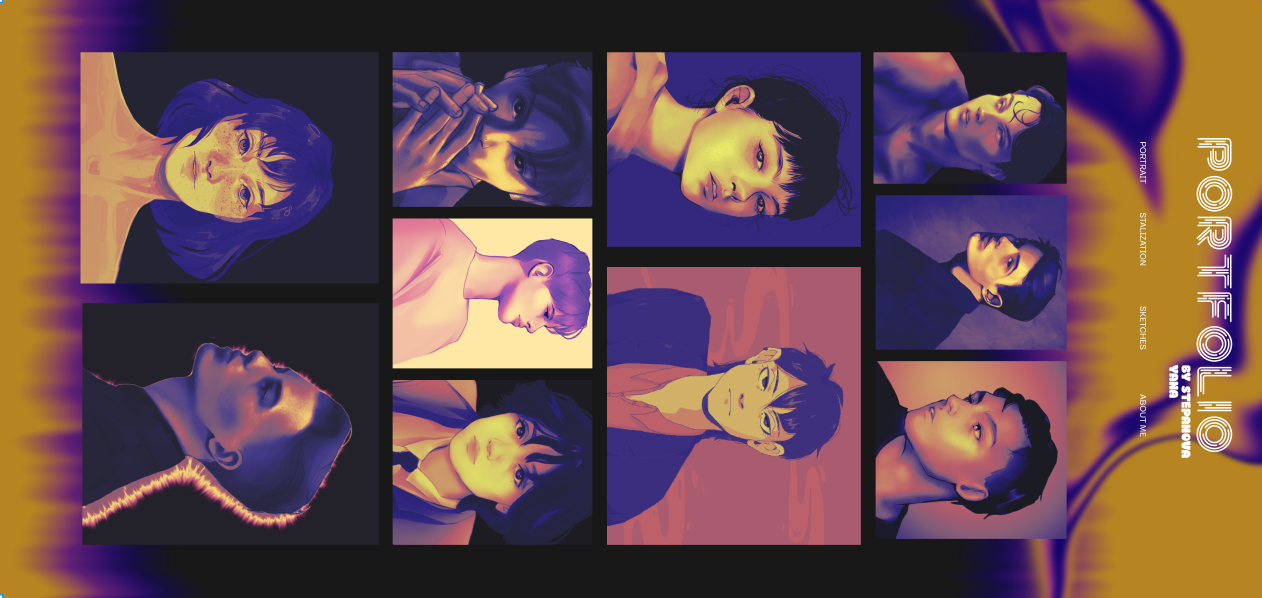 PORTFOLIO
BY STEPANOVA
YANA
PORTRAIT
STALIZATION
SKETCHES
ABOUT ME